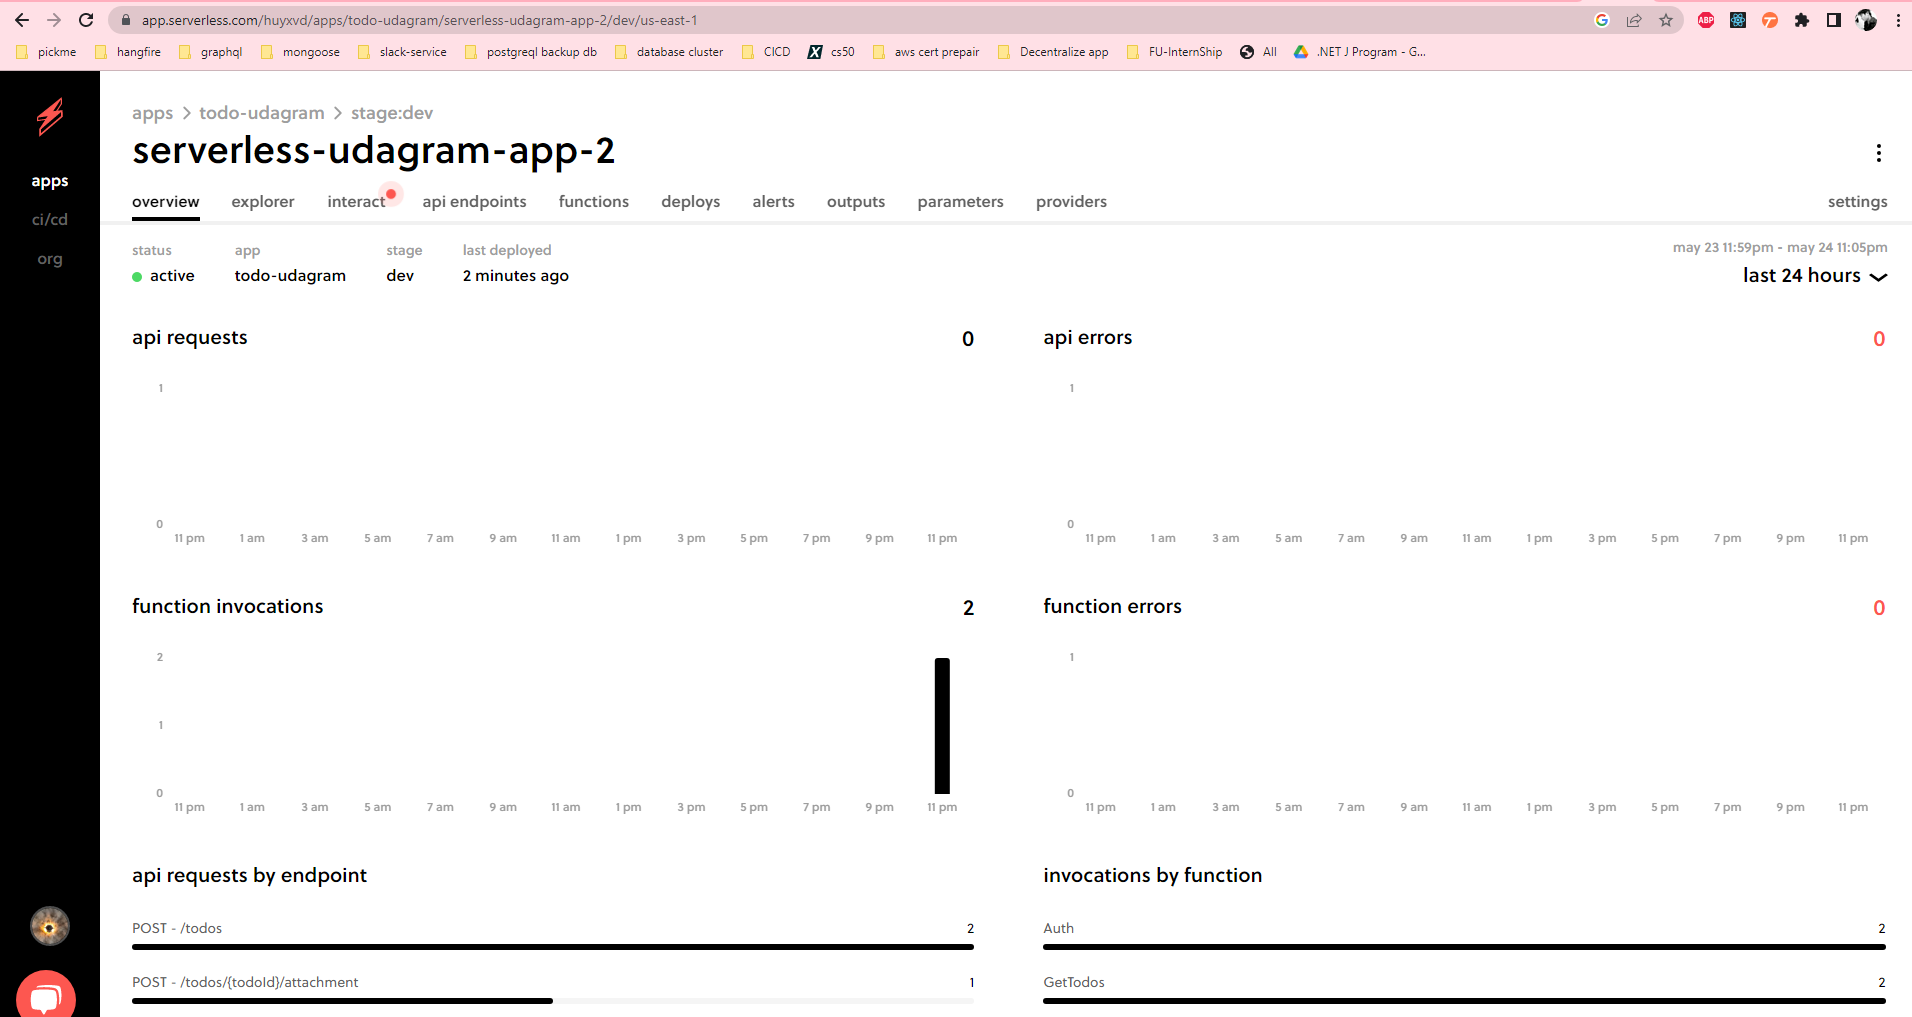 app.serverless.com/huyxvd/apps/todo-udagram/serverless-udagram-app-2/dev/us-east-1
ABP
pickme hangfire graphql mongoose slack-service postgreql backup db database cluster CICD X cs50 aws cert prepair Decentralize app FU-InternShip All .NET J Program - G...
apps > todo-udagram > stage:dev
serverless-udagram-app-2
apps
ci/cd
org
overview explorer interact api endpoints functions deploys alerts outputs parameters providers settings
status app stage last deployed may 23 11:59pm - may 24 11:05pm
active todo-udagram dev 2 minutes ago last 24 hours
api requests 0
1
0
11 pm 1 am 3 am 5 am 7 am 9 am 11 am 1 pm 3 pm 5 pm 7 pm 9 pm 11 pm
api errors 0
1
0
11 pm 1 am 3 am 5 am 7 am 9 am 11 am 1 pm 3 pm 5 pm 7 pm 9 pm 11 pm
function invocations 2
2
1
0
11 pm 1 am 3 am 5 am 7 am 9 am 11 am 1 pm 3 pm 5 pm 7 pm 9 pm 11 pm
function errors 0
1
0
11 pm 1 am 3 am 5 am 7 am 9 am 11 am 1 pm 3 pm 5 pm 7 pm 9 pm 11 pm
api requests by endpoint
POST - /todos 2
POST - /todos/{todoId}/attachment 1
invocations by function
Auth 2
GetTodos 2